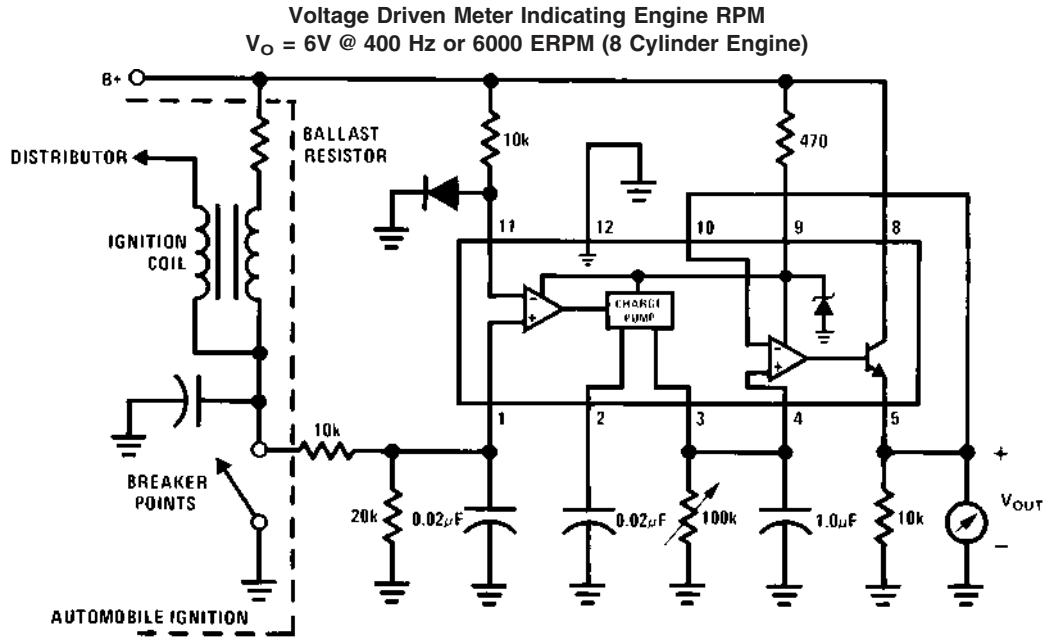 Voltage Driven Meter Indicating Engine RPM
V_O = 6V @ 400 Hz or 6000 ERPM (8 Cylinder Engine)
B+
BALLAST
RESISTOR
DISTRIBUTOR
10k
470
11
12
10
9
8
IGNITION
COIL
CHARGE
PUMP
-
+
-
+
1
2
3
4
5
10k
BREAKER
POINTS
20k
0.02μF
0.02μF
100k
1.0μF
10k
+
V_OUT
-
AUTOMOBILE IGNITION